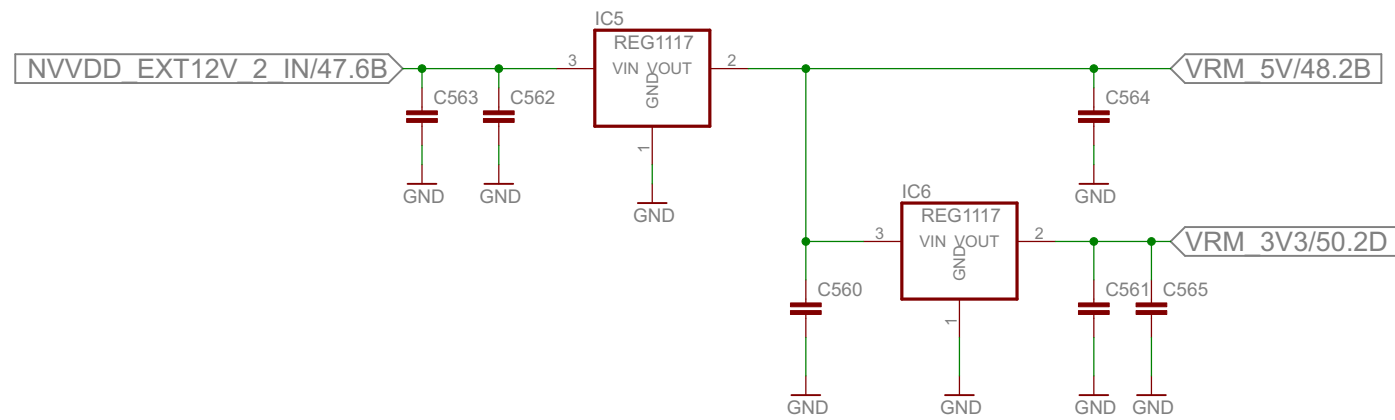 IC5
REG1117
NVVDD_EXT12V_2_IN/47.6B
3
VIN VOUT
2
VRM_5V/48.2B
GND
C563
C562
C564
1
GND
GND
GND
GND
IC6
REG1117
3
VIN VOUT
2
VRM_3V3/50.2D
GND
C560
C561
C565
1
GND
GND
GND
GND